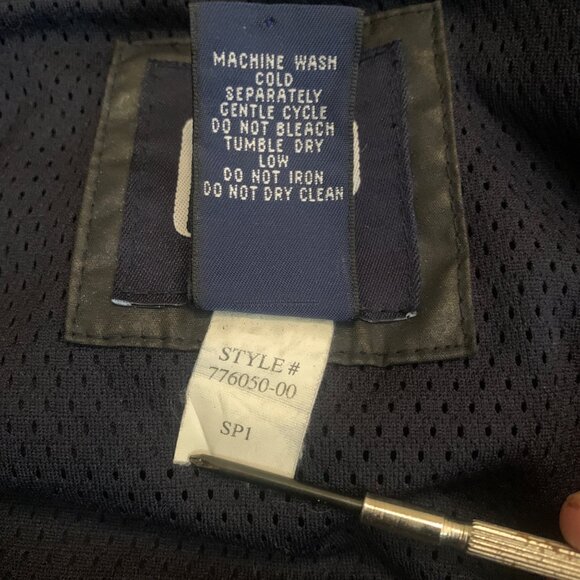 MACHINE WASH
COLD
SEPARATELY
GENTLE CYCLE
DO NOT BLEACH
TUMBLE DRY
LOW
DO NOT IRON
DO NOT DRY CLEAN
STYLE #
776050-00
SP1